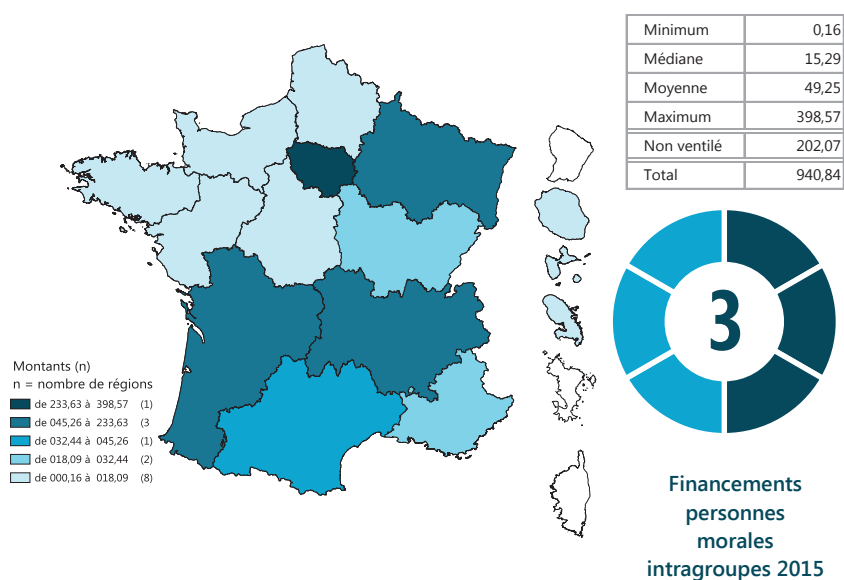 Minimum 0,16
Médiane 15,29
Moyenne 49,25
Maximum 398,57
Non ventilé 202,07
Total 940,84
3
Montants (n)
n = nombre de régions
de 233,63 à 398,57 (1)
de 045,26 à 233,63 (3
de 032,44 à 045,26 (1)
de 018,09 à 032,44 (2)
de 000,16 à 018,09 (8)
Financements
personnes
morales
intragroupes 2015